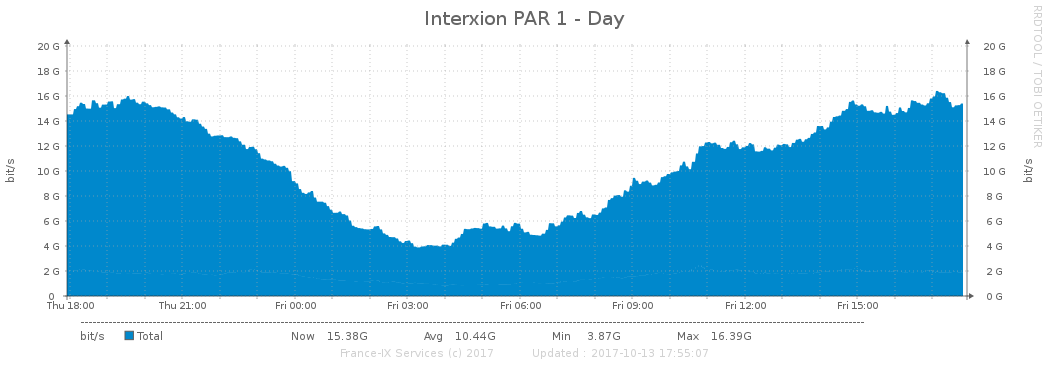 Interxion PAR 1 - Day
RRDTOOL / TOBI OETIKER
bit/s
20 G 20 G
18 G 18 G
16 G 16 G
14 G 14 G
12 G 12 G
10 G 10 G
8 G 8 G
6 G 6 G
4 G 4 G
2 G 2 G
0 0 G
bit/s
Thu 18:00 Thu 21:00 Fri 00:00 Fri 03:00 Fri 06:00 Fri 09:00 Fri 12:00 Fri 15:00
bit/s Total Now 15.38G Avg 10.44G Min 3.87G Max 16.39G
France-IX Services (c) 2017 Updated : 2017-10-13 17:55:07